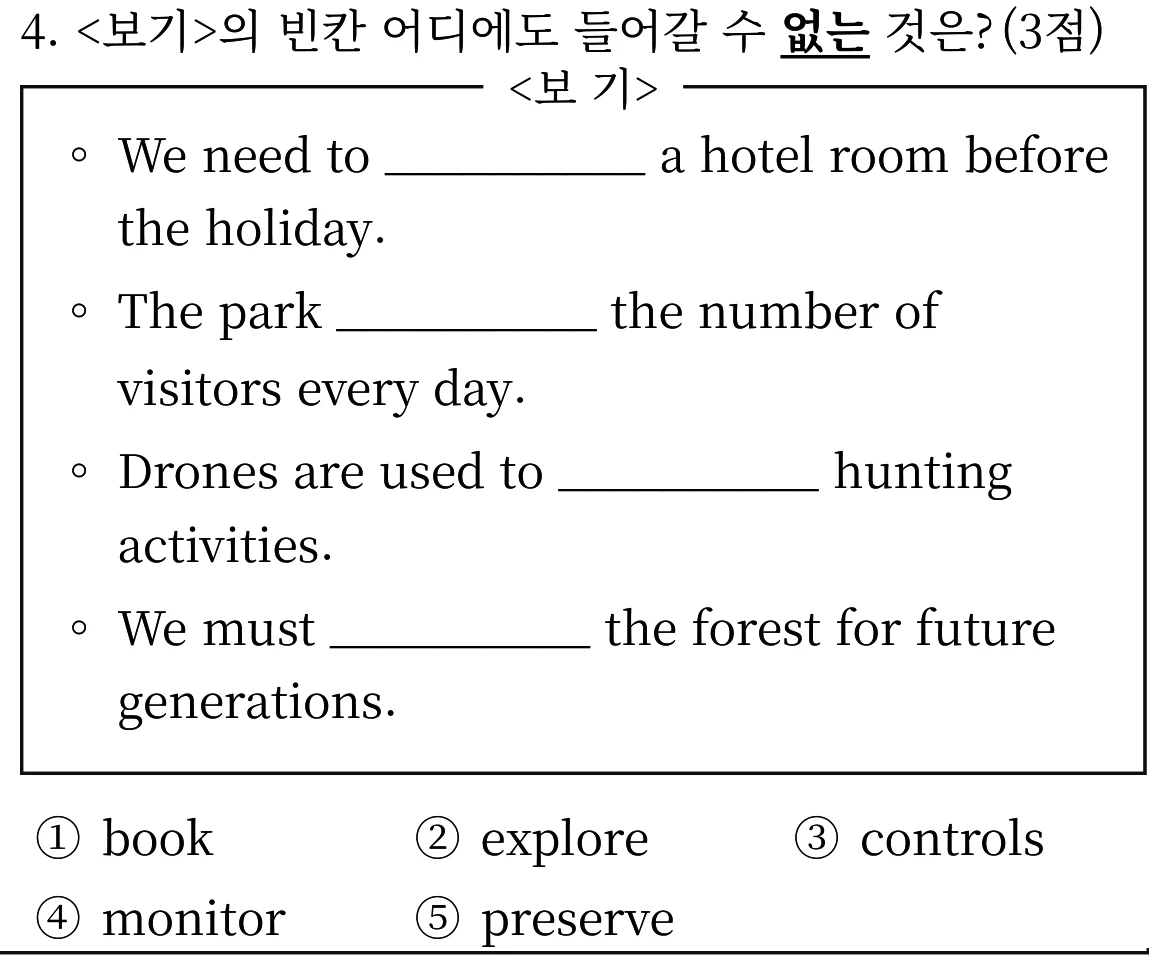 4. <보기>의 빈칸 어디에도 들어갈 수 없는 것은? (3점)
<보 기>
◦ We need to __________ a hotel room before
the holiday.
◦ The park __________ the number of
visitors every day.
◦ Drones are used to __________ hunting
activities.
◦ We must __________ the forest for future
generations.
① book ② explore ③ controls
④ monitor ⑤ preserve